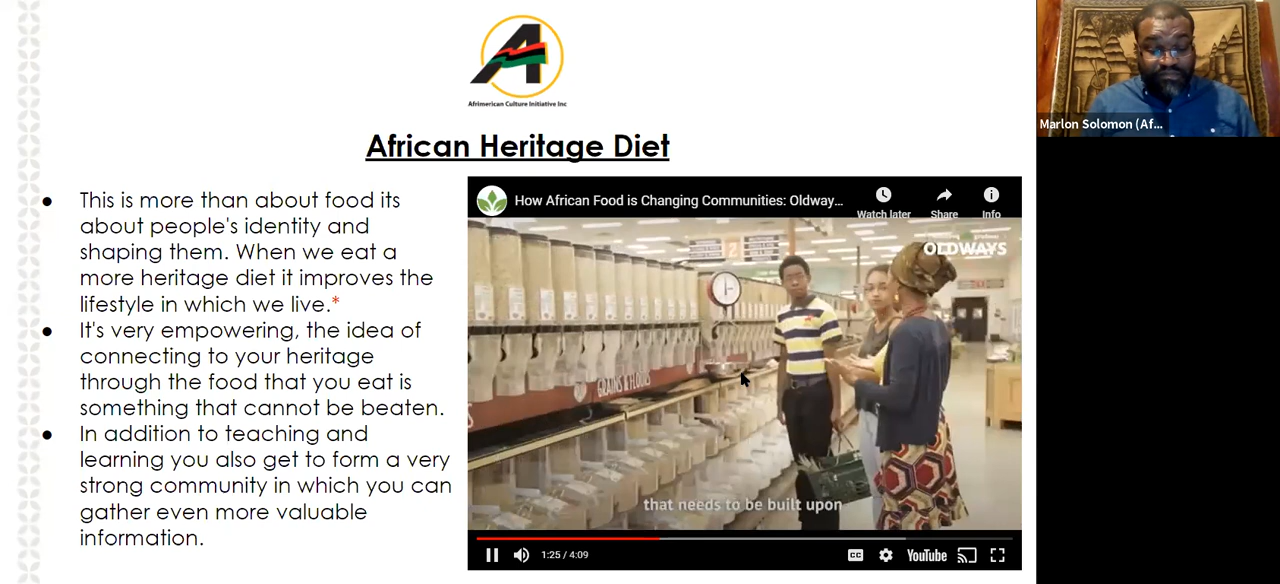 Afrimerican Culture Initiative Inc
African Heritage Diet
● This is more than about food its
about people's identity and
shaping them. When we eat a
more heritage diet it improves the
lifestyle in which we live.*
● It's very empowering, the idea of
connecting to your heritage
through the food that you eat is
something that cannot be beaten.
● In addition to teaching and
learning you also get to form a very
strong community in which you can
gather even more valuable
information.
How African Food is Changing Communities: Oldway...
Watch later
Share
Info
OLDWAYS
2
GRAINS &
that needs to be built upon
1:25 / 4:09
CC
YouTube
Marlon Solomon (Af...